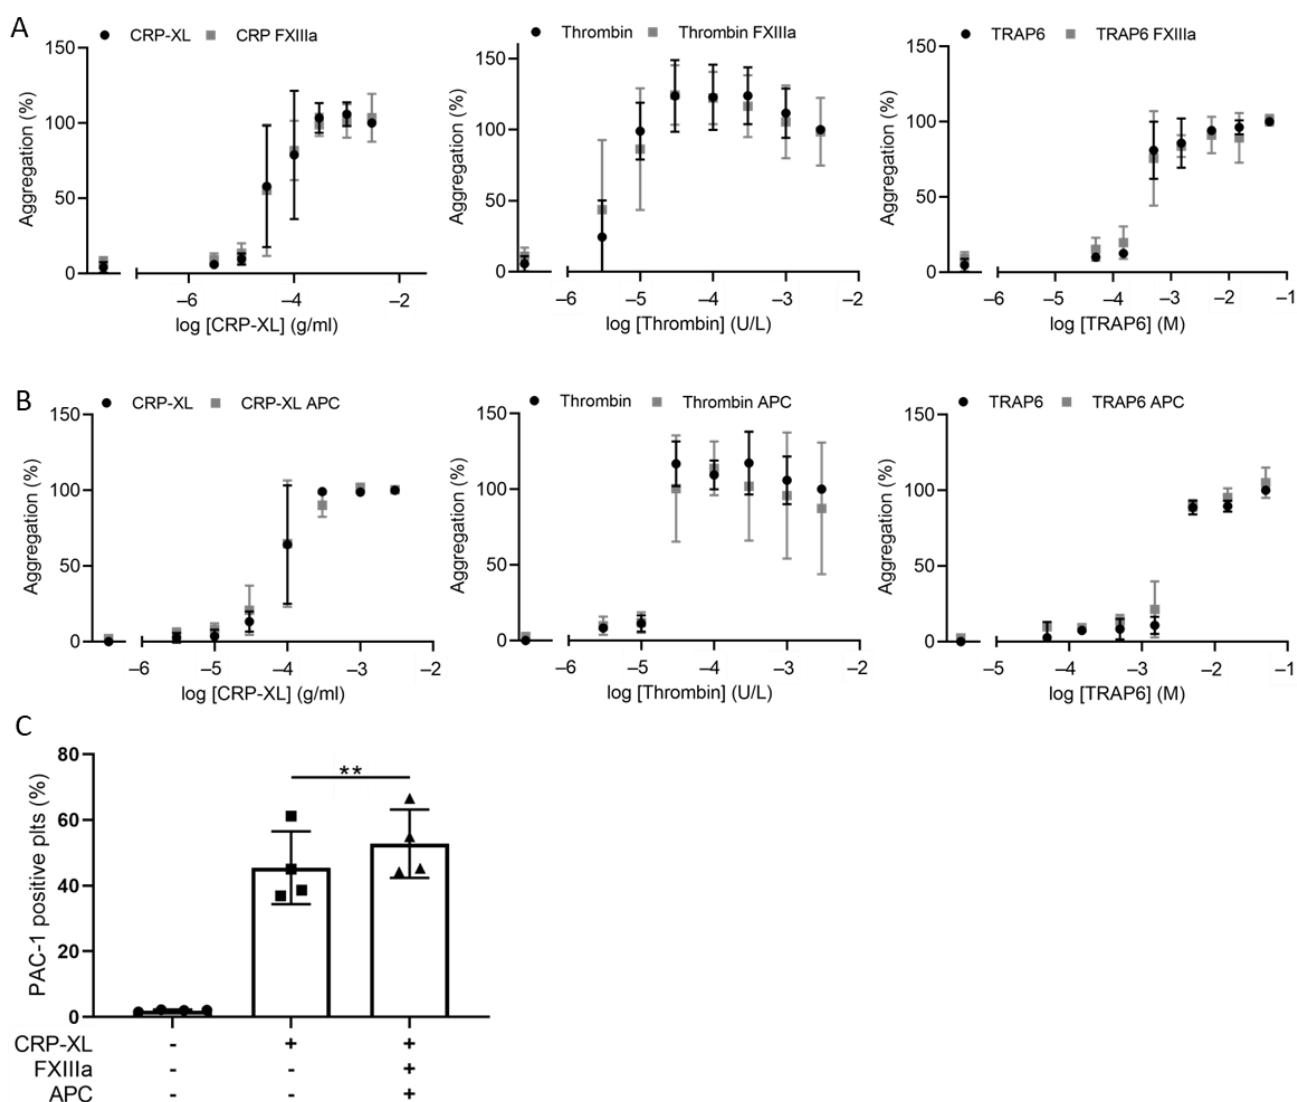 A
CRP-XL CRP FXIIIa
Aggregation (%)
150
100
50
0
–6 –4 –2
log [CRP-XL] (g/ml)
Thrombin Thrombin FXIIIa
Aggregation (%)
150
100
50
0
–6 –5 –4 –3 –2
log [Thrombin] (U/L)
TRAP6 TRAP6 FXIIIa
Aggregation (%)
150
100
50
0
–6 –5 –4 –3 –2 –1
log [TRAP6] (M)
B
CRP-XL CRP-XL APC
Aggregation (%)
150
100
50
0
–6 –5 –4 –3 –2
log [CRP-XL] (g/ml)
Thrombin Thrombin APC
Aggregation (%)
150
100
50
0
–6 –5 –4 –3 –2
log [Thrombin] (U/L)
TRAP6 TRAP6 APC
Aggregation (%)
150
100
50
0
–5 –4 –3 –2 –1
log [TRAP6] (M)
C
PAC-1 positive plts (%)
80
60
40
20
0
**
CRP-XL - + +
FXIIIa - - +
APC - - +